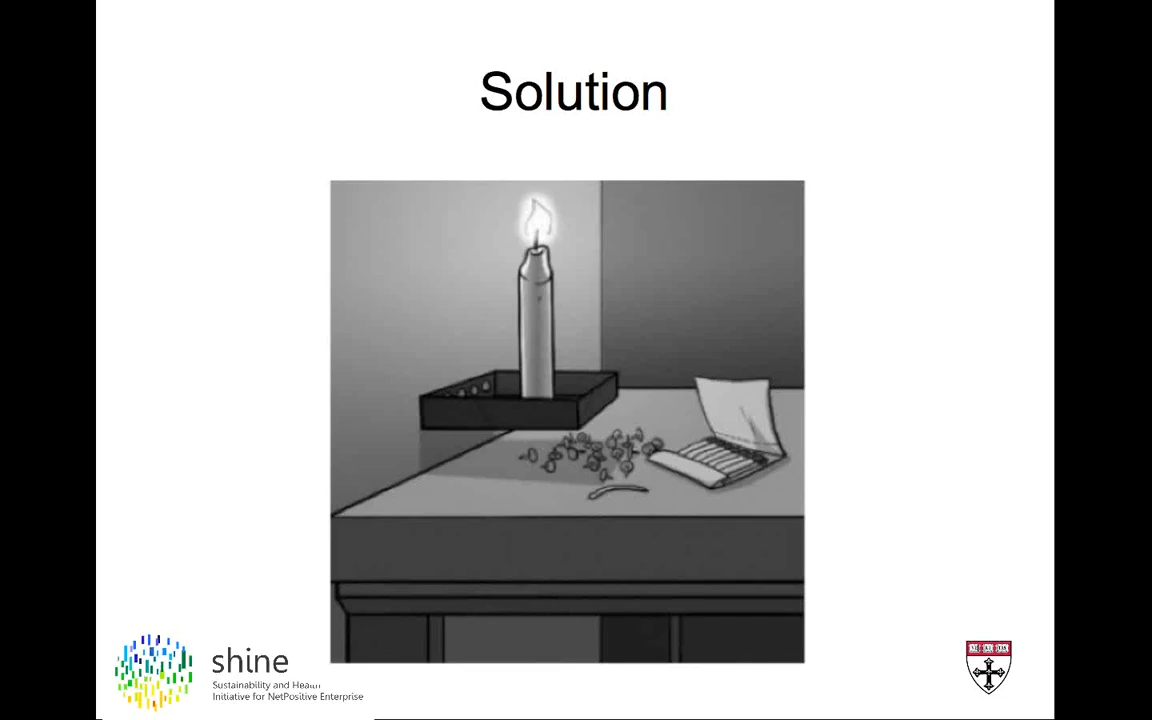 Solution
shine
Sustainability and Health
Initiative for NetPositive Enterprise